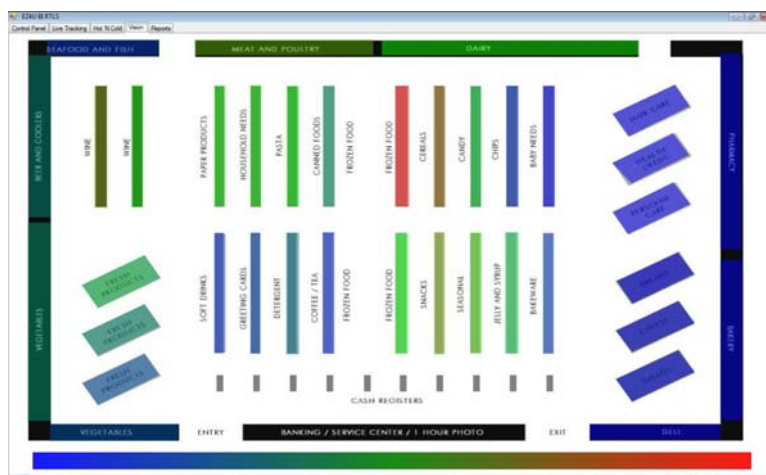 EZ4U BI RTLS
Control Panel Live Tracking Hot 'N Cold Vision Reports
SEAFOOD AND FISH
MEAT AND POULTRY
DAIRY
BEER AND COOLERS
WINE
WINE
PAPER PRODUCTS
HOUSEHOLD NEEDS
PASTA
CANNED FOODS
FROZEN FOOD
FROZEN FOOD
CEREALS
CANDY
CHIPS
BABY NEEDS
HAIR CARE
HEALTH NEEDS
PERSONAL CARE
PHARMACY
VEGETABLES
FRESH PRODUCTS
FRESH PRODUCTS
FRESH PRODUCTS
SOFT DRINKS
GREETING CARDS
DETERGENT
COFFEE / TEA
FROZEN FOOD
FROZEN FOOD
SNACKS
SEASONAL
JELLY AND SYRUP
BAKEWARE
BREADS
CHEESE
SALADS
BAKERY
CASH REGISTERS
VEGETABLES
ENTRY
BANKING / SERVICE CENTER / 1 HOUR PHOTO
EXIT
DELI